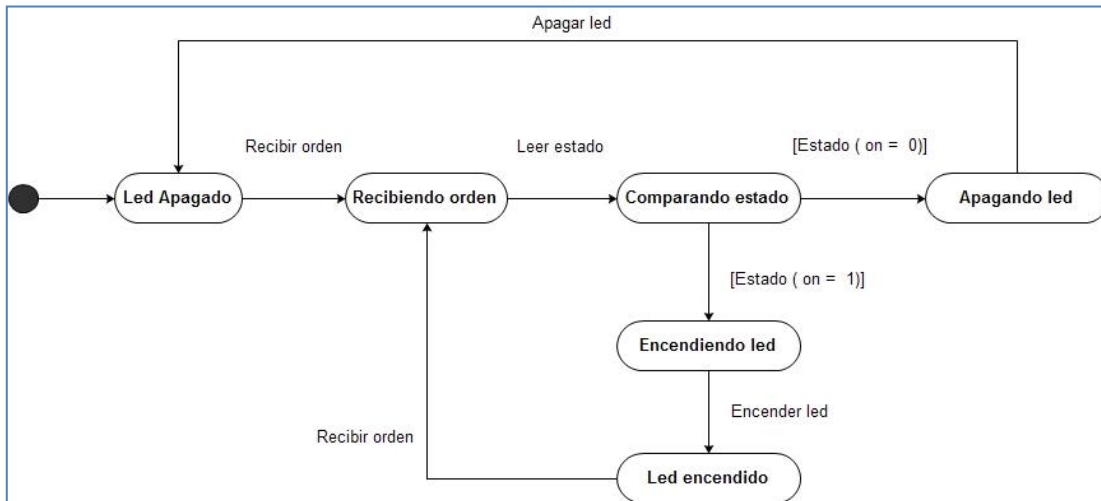 Apagar led
Recibir orden
Leer estado
[Estado ( on = 0)]
Led Apagado
Recibiendo orden
Comparando estado
Apagando led
[Estado ( on = 1)]
Encendiendo led
Encender led
Recibir orden
Led encendido